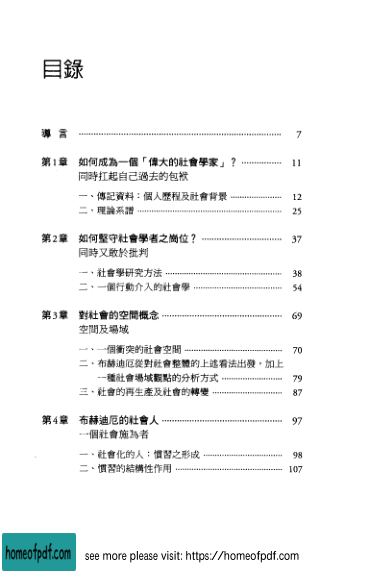 目錄
導 言 ⋯⋯⋯⋯⋯⋯⋯⋯⋯⋯⋯⋯⋯⋯ 7
第1章 如何成為一個「偉大的社會學家」？ ⋯⋯⋯⋯ 11
同時扛起自己過去的包袱
一、傳記資料：個人歷程及社會背景 ⋯⋯⋯⋯ 12
二、理論系譜 ⋯⋯⋯⋯⋯⋯⋯⋯⋯⋯ 25
第2章 如何堅守社會學者之崗位？ ⋯⋯⋯⋯⋯⋯ 37
同時又敢於批判
一、社會學研究方法 ⋯⋯⋯⋯⋯⋯⋯⋯ 38
二、一個行動介入的社會學 ⋯⋯⋯⋯⋯⋯ 54
第3章 對社會的空間概念 ⋯⋯⋯⋯⋯⋯⋯⋯ 69
空間及場域
一、一個衝突的社會空間 ⋯⋯⋯⋯⋯⋯⋯ 70
二、布赫迪厄從對社會整體的上述看法出發，加上
一種社會場域觀點的分析方式 ⋯⋯⋯⋯ 79
三、社會的再生產及社會的轉變 ⋯⋯⋯⋯⋯ 87
第4章 布赫迪厄的社會人 ⋯⋯⋯⋯⋯⋯⋯⋯ 97
一個社會施為者
一、社會化的人：慣習之形成 ⋯⋯⋯⋯⋯⋯ 98
二、慣習的結構性作用 ⋯⋯⋯⋯⋯⋯⋯⋯ 107
homeofpdf.com see more please visit: https://homeofpdf.com